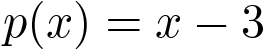 p(x) = x − 3